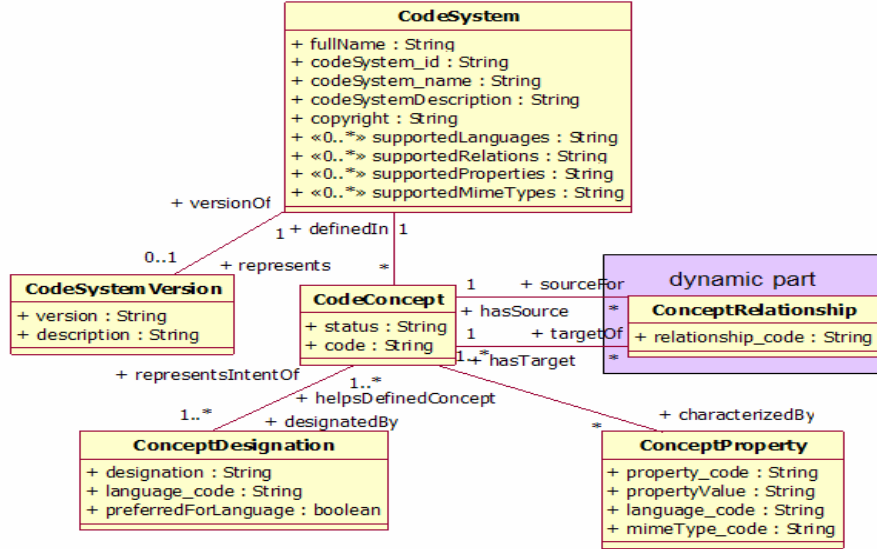 CodeSystem
+ fullName : String
+ codeSystem_id : String
+ codeSystem_name : String
+ codeSystemDescription : String
+ copyright : String
+ «0..*» supportedLanguages : String
+ «0..*» supportedRelations : String
+ «0..*» supportedProperties : String
+ «0..*» supportedMimeTypes : String
+ versionOf
1
+ definedIn
1
0..1
+ represents
*
CodeSystemVersion
+ version : String
+ description : String
CodeConcept
+ status : String
+ code : String
1
+ sourceFor
+ hasSource
*
1
+ targetOf
1..*
+ hasTarget
*
dynamic part
ConceptRelationship
+ relationship_code : String
+ representsIntentOf
1..*
+ helpsDefinedConcept
1..*
+ designatedBy
+ characterizedBy
*
ConceptDesignation
+ designation : String
+ language_code : String
+ preferredForLanguage : boolean
ConceptProperty
+ property_code : String
+ propertyValue : String
+ language_code : String
+ mimeType_code : String